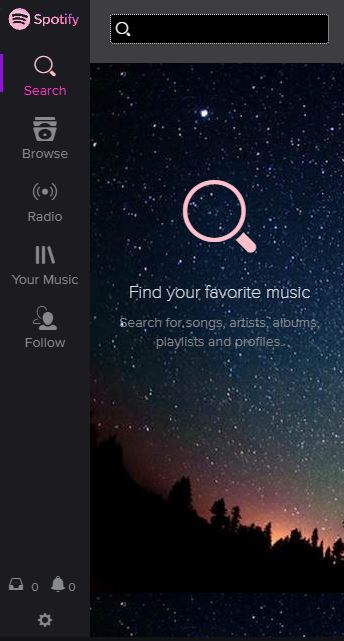 Spotify
Search
Browse
Radio
Your Music
Follow
0 0
Find your favorite music
Search for songs, artists, albums,
playlists and profiles.